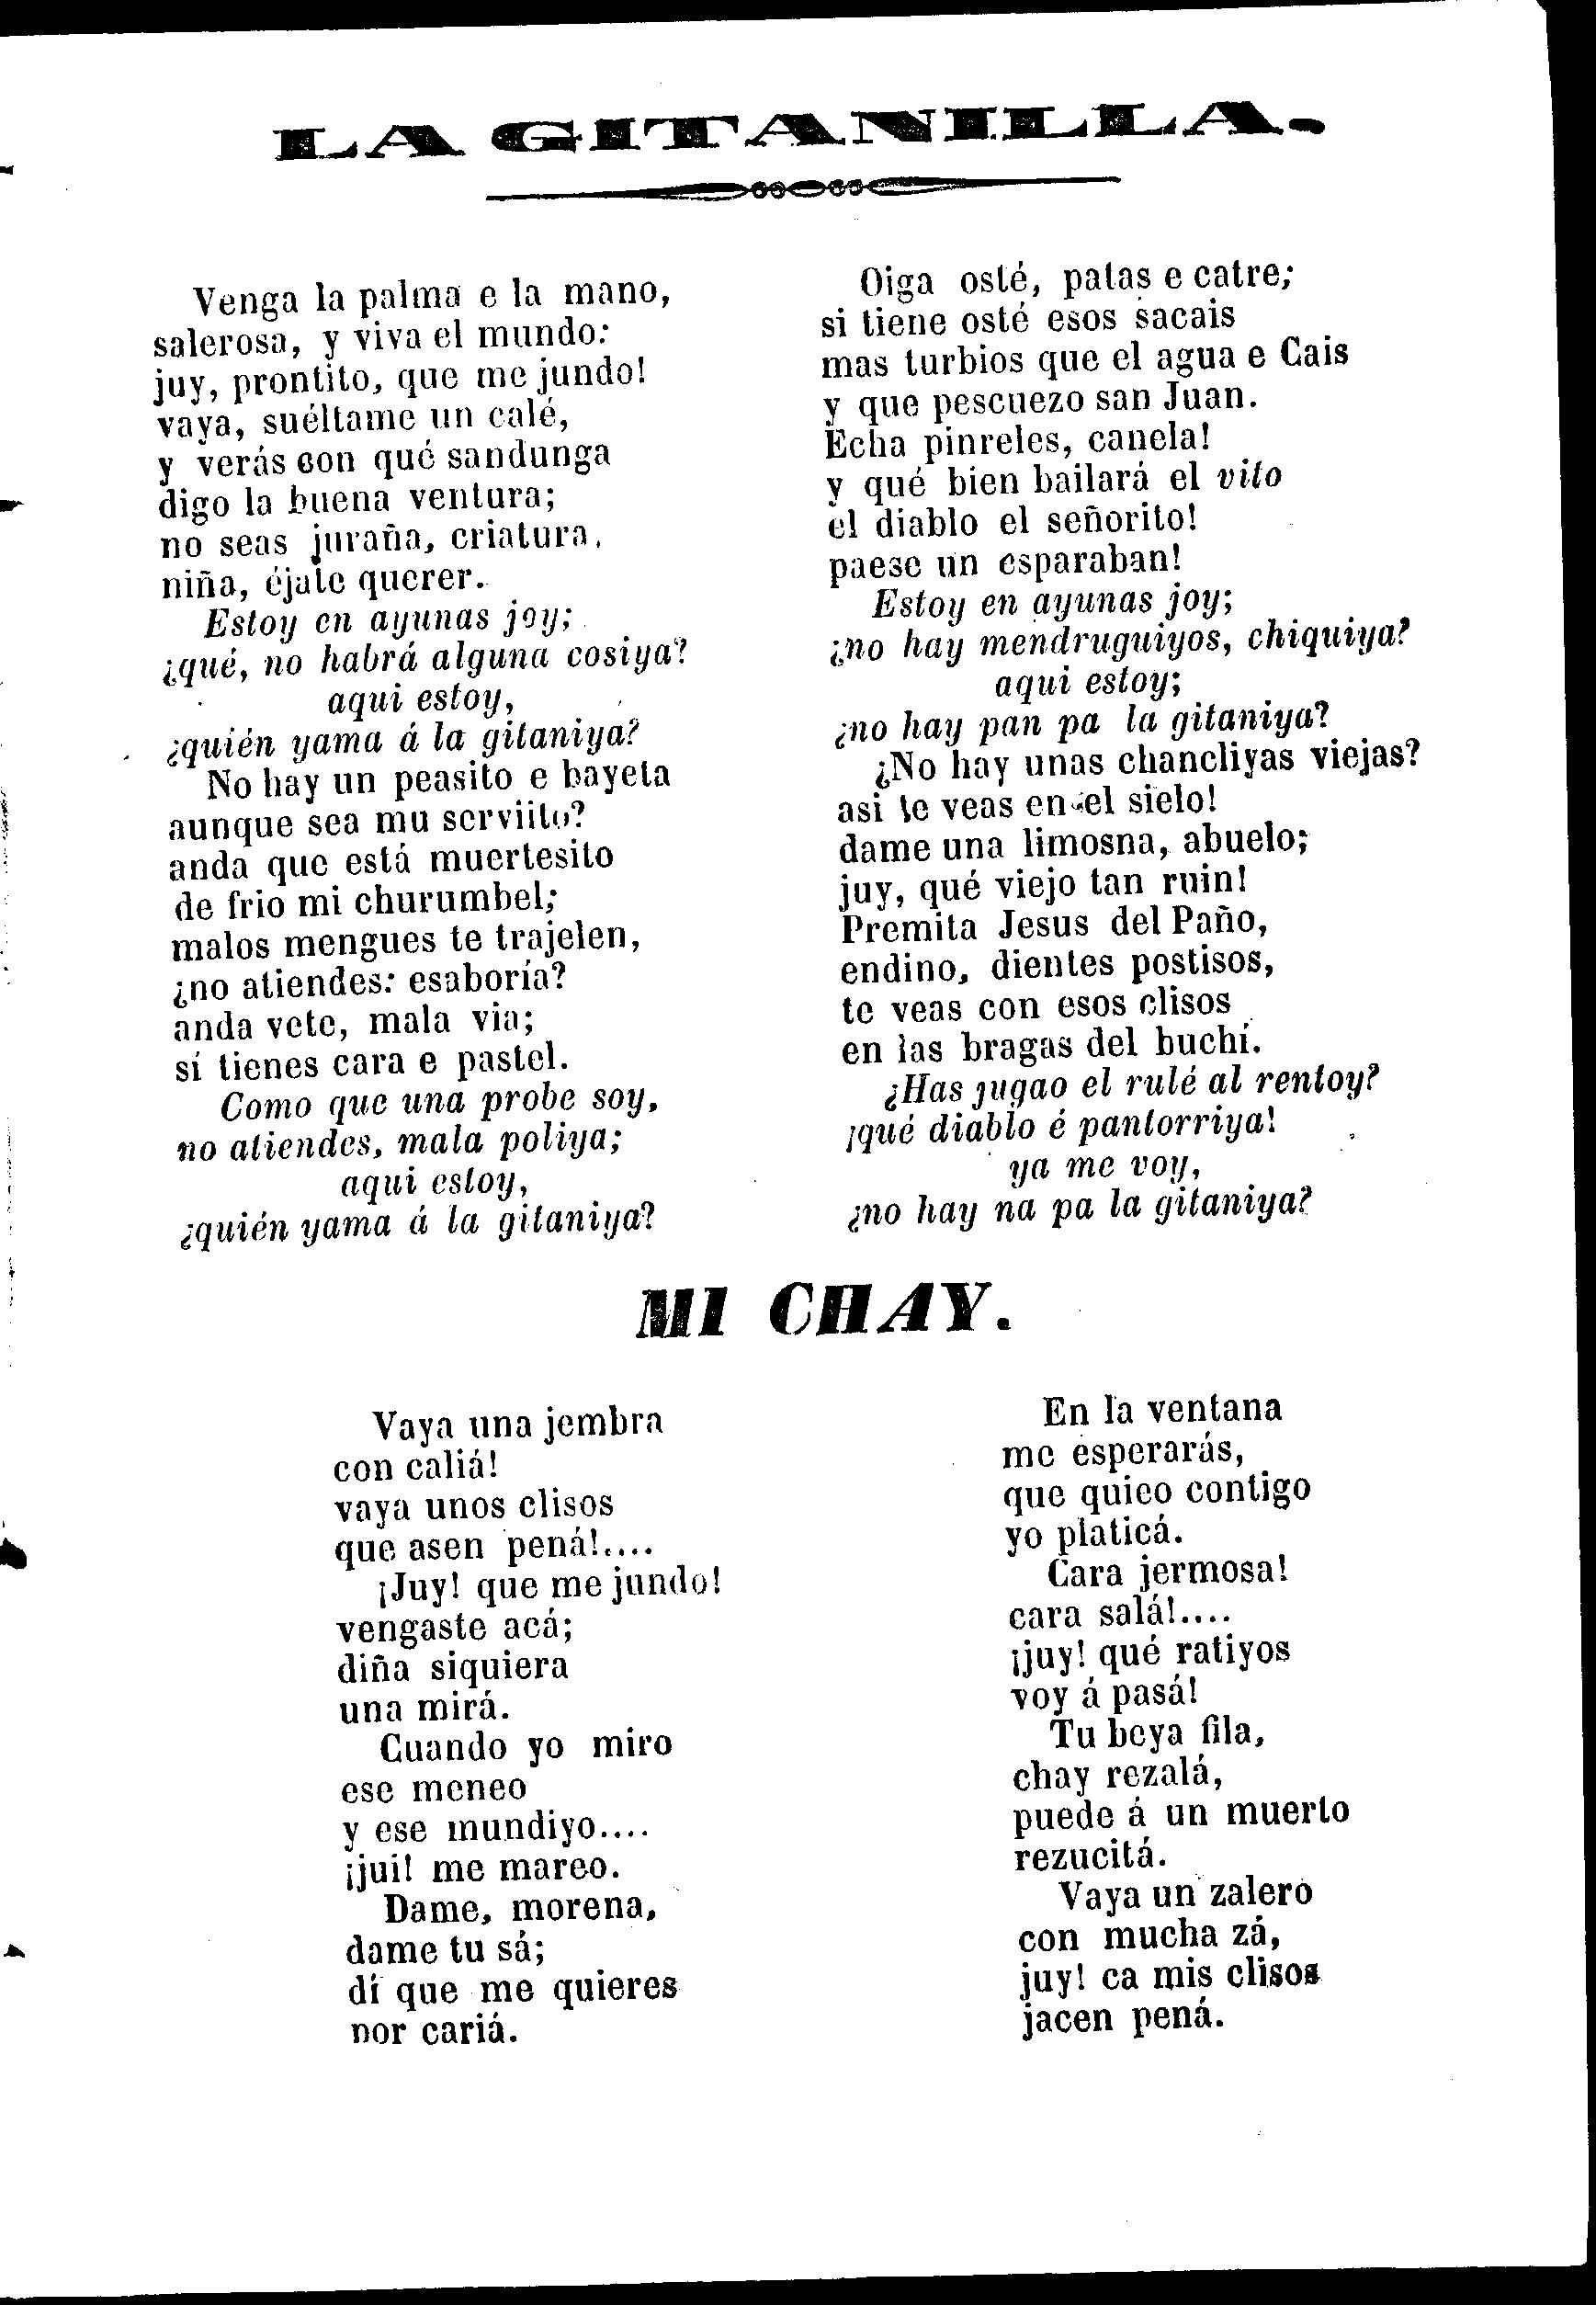 LA GITANILLA.
Venga la palma e la mano,
salerosa, y viva el mundo:
juy, prontito, que me jundo!
vaya, suéltame un calé,
y verás con qué sandunga
digo la buena ventura;
no seas juraña, criatura,
niña, éjate querer.
Estoy en ayunas joy;
¿qué, no habrá alguna cosiya?
aqui estoy,
¿quién yama á la gitaniya?
No hay un peasito e bayeta
aunque sea mu serviito?
anda que está muertesito
de frio mi churumbel;
malos mengues te trajelen,
¿no atiendes: esaboría?
anda vete, mala via;
sí tienes cara e pastel.
Como que una probe soy,
no atiendes, mala poliya;
aqui estoy,
¿quién yama á la gitaniya?
Oiga osté, patas e catre;
si tiene osté esos sacais
mas turbios que el agua e Cais
y que pescuezo san Juan.
Echa pinreles, canela!
y qué bien bailará el vito
el diablo el señorito!
paese un esparaban!
Estoy en ayunas joy;
¿no hay mendruguiyos, chiquiya?
aqui estoy;
¿no hay pan pa la gitaniya?
¿No hay unas chancliyas viejas?
asi te veas en el sielo!
dame una limosna, abuelo;
juy, qué viejo tan ruin!
Premita Jesus del Paño,
endino, dientes postisos,
te veas con esos clisos
en las bragas del buchí.
¿Has jugao el rulé al rentoy?
¡qué diablo é pantorriya!
ya me voy,
¿no hay na pa la gitaniya?
MI CHAY.
Vaya una jembra
con caliá!
vaya unos clisos
que asen pená!....
¡Juy! que me jundo!
vengaste acá;
diña siquiera
una mirá.
Cuando yo miro
ese meneo
y ese mundiyo....
¡jui! me mareo.
Dame, morena,
dame tu sá;
dí que me quieres
por cariá.
En la ventana
me esperarás,
que quieo contigo
yo platicá.
Cara jermosa!
cara salá!....
¡juy! qué ratiyos
voy á pasá!
Tu beya fila,
chay rezalá,
puede á un muerto
rezucitá.
Vaya un zalero
con mucha zá,
juy! ca mis clisos
jacen pená.